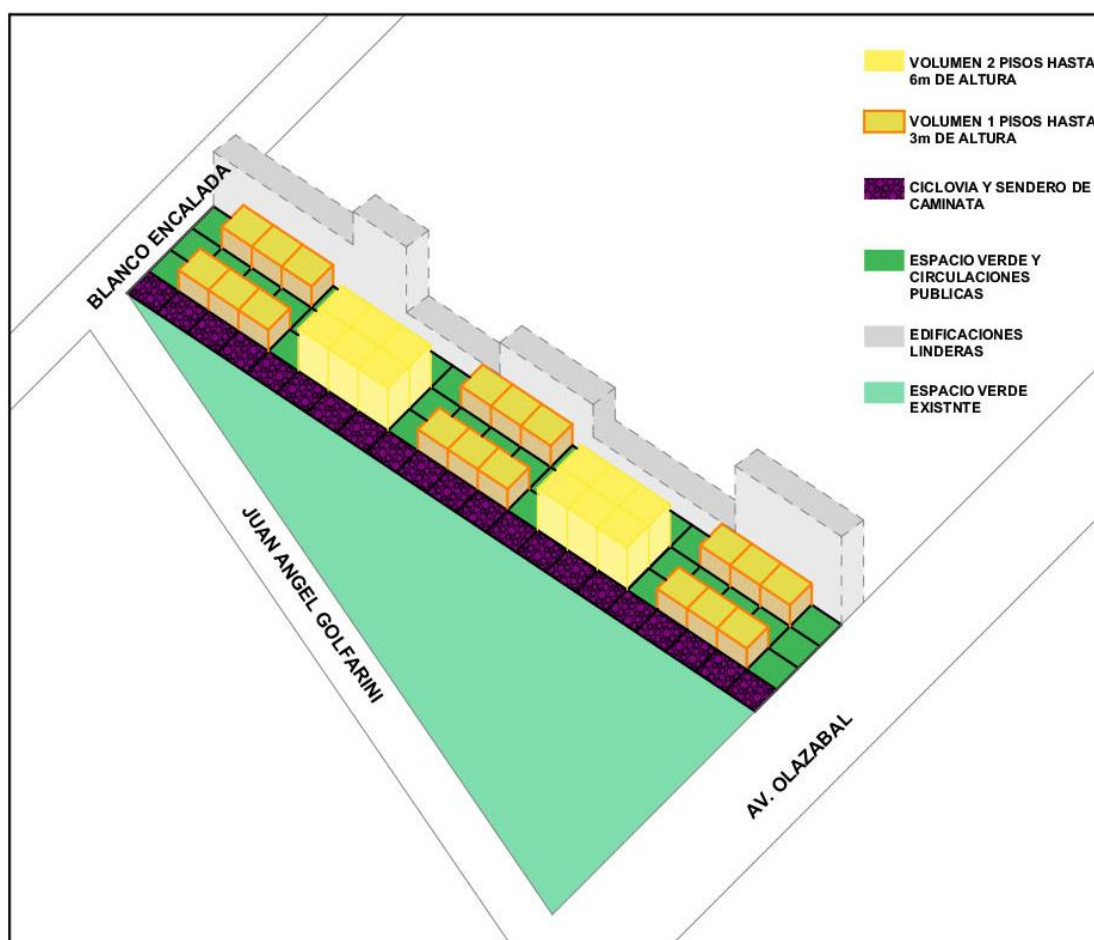 VOLUMEN 2 PISOS HASTA
6m DE ALTURA
VOLUMEN 1 PISOS HASTA
3m DE ALTURA
CICLOVIA Y SENDERO DE
CAMINATA
ESPACIO VERDE Y
CIRCULACIONES
PUBLICAS
EDIFICACIONES
LINDERAS
ESPACIO VERDE
EXISTNTE
BLANCO ENCALADA
JUAN ANGEL GOLFARINI
AV. OLAZABAL